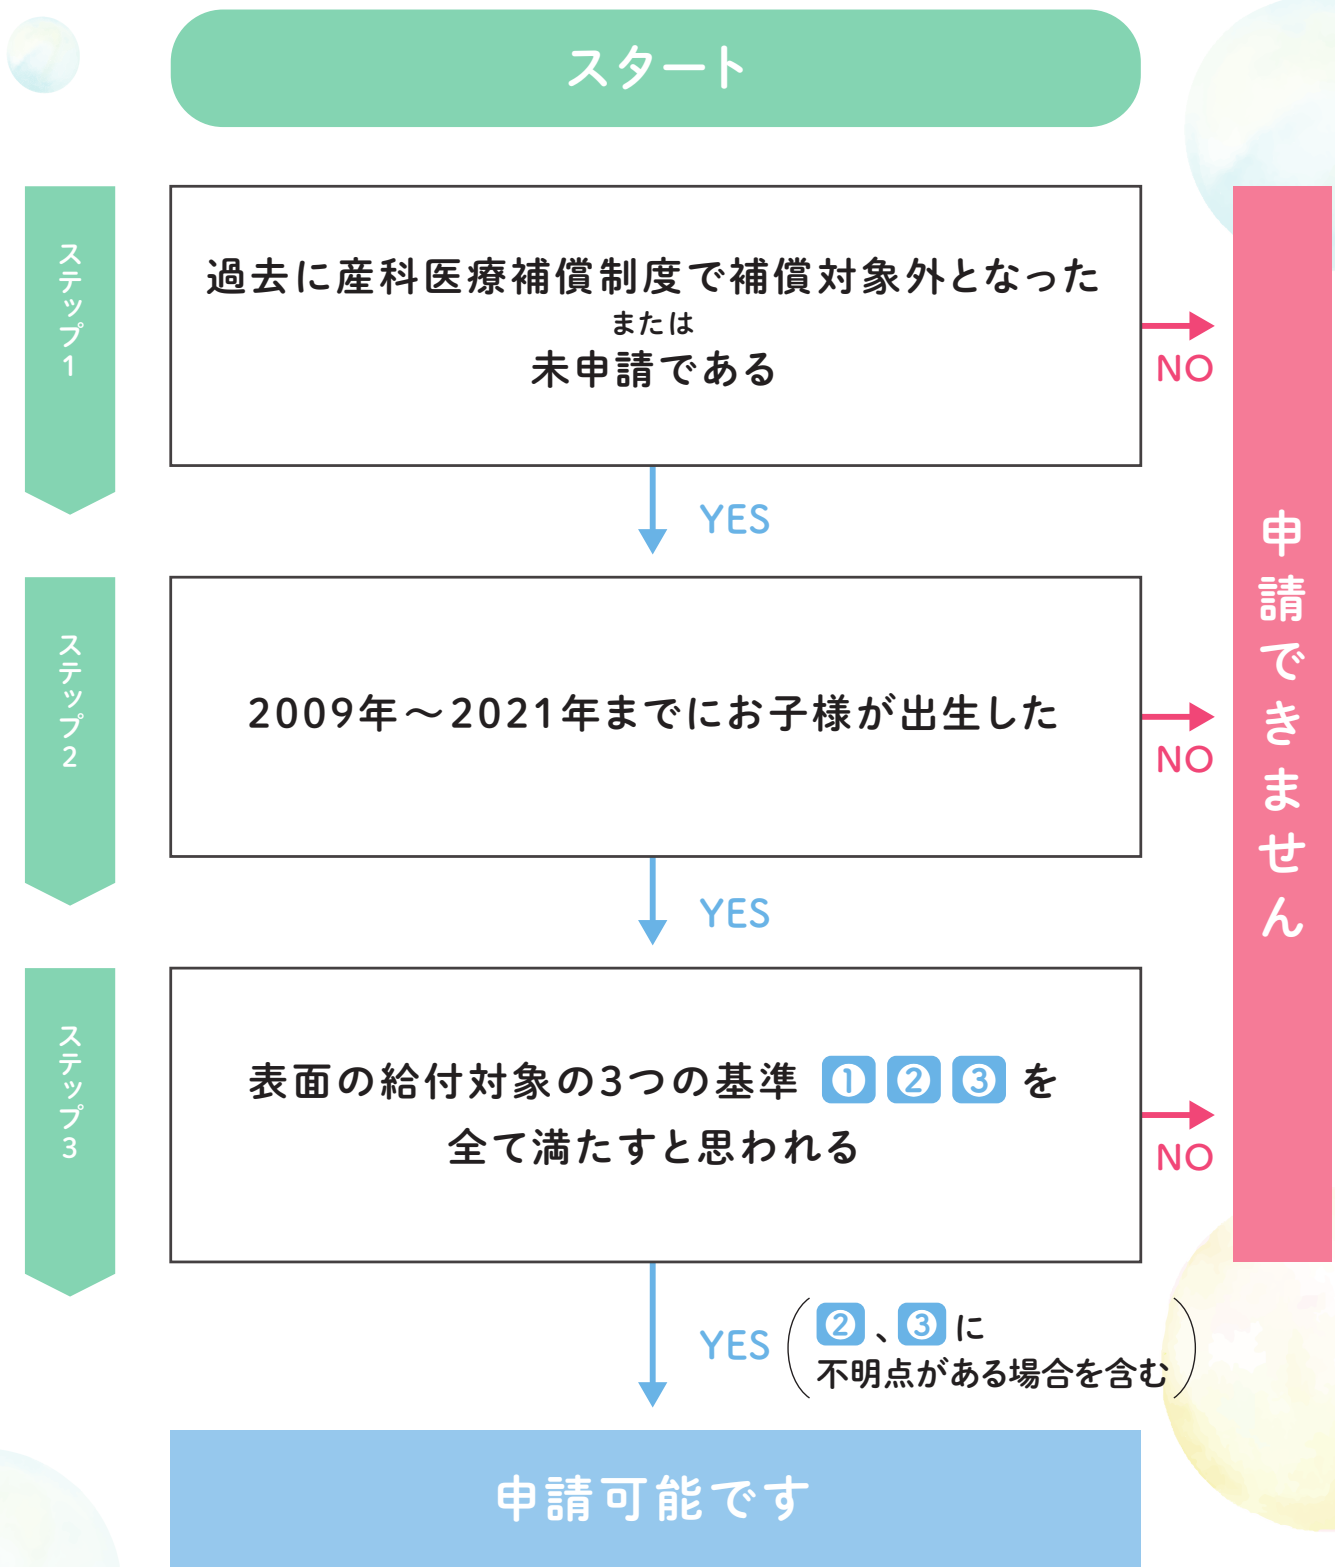 スタート
ステップ1
過去に産科医療補償制度で補償対象外となった
または
未申請である
NO
YES
ステップ2
2009年〜2021年までにお子様が出生した
NO
YES
ステップ3
表面の給付対象の3つの基準 ❶ ❷ ❸ を
全て満たすと思われる
NO
YES
(❷、❸に
不明点がある場合を含む)
申請できません
申請可能です